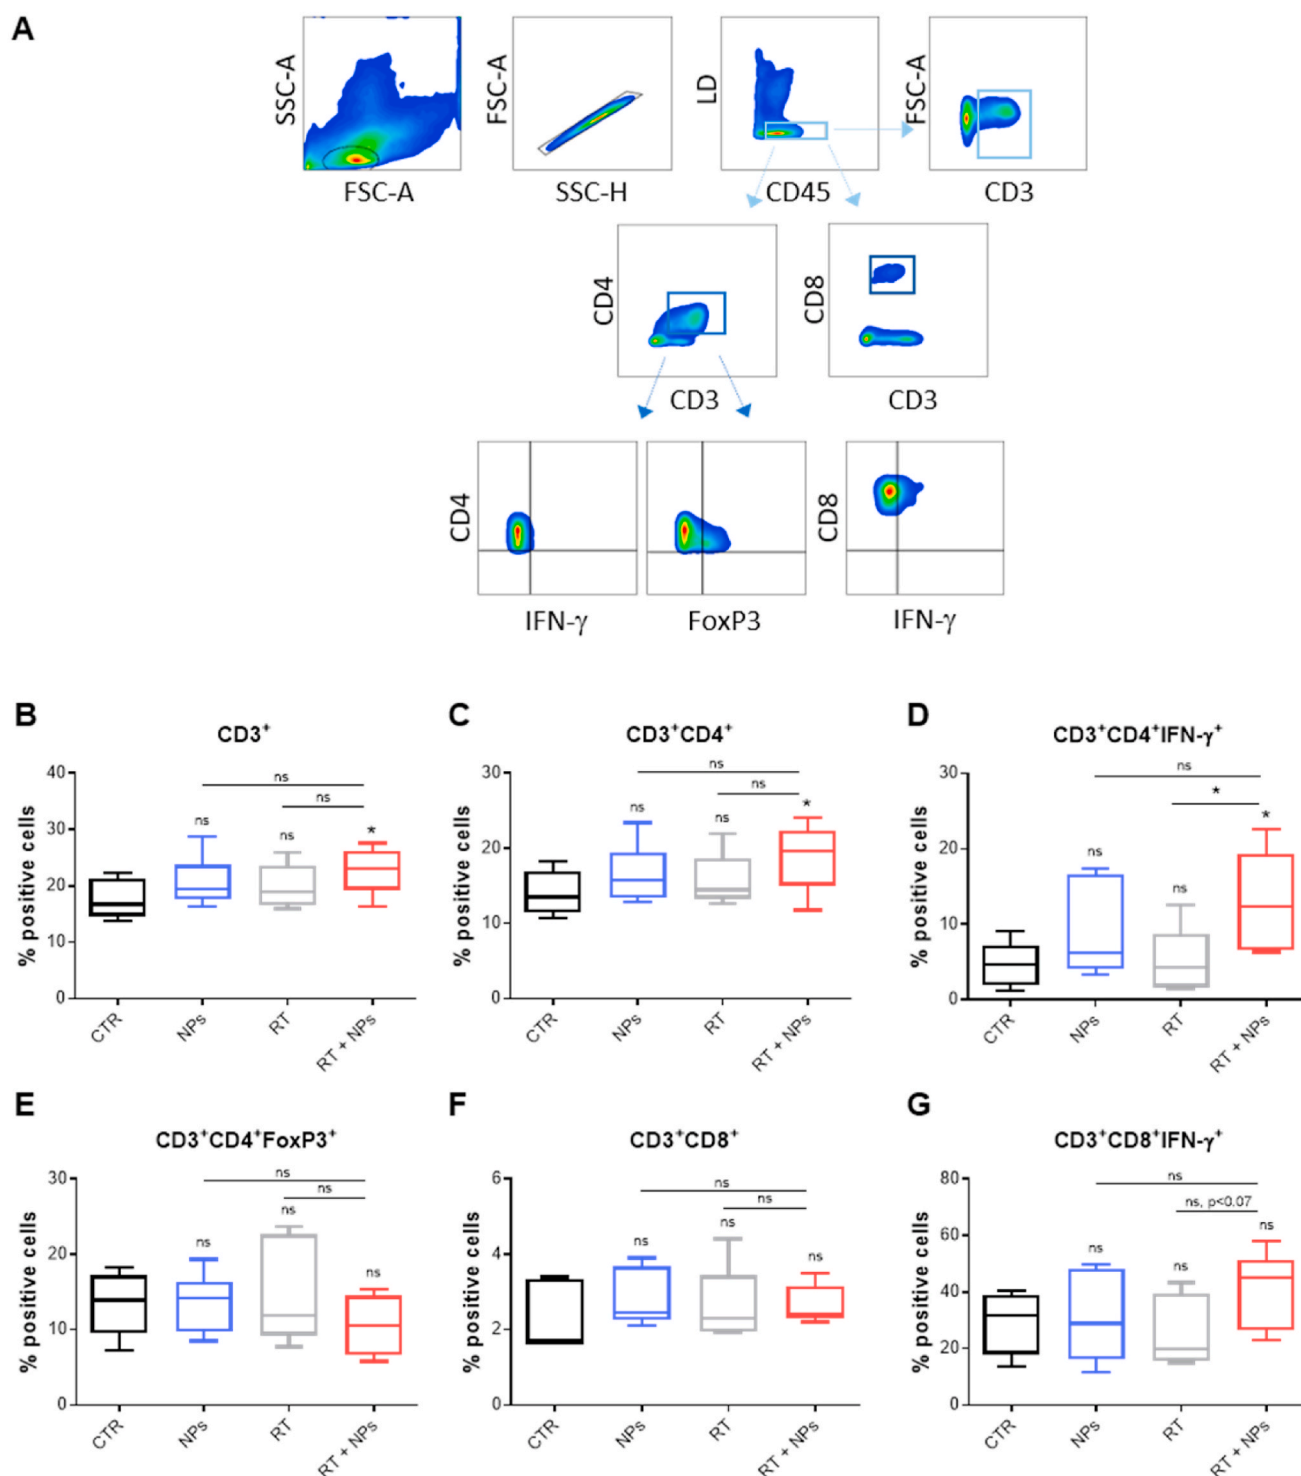 A
SSC-A
FSC-A
FSC-A
SSC-H
LD
CD45
FSC-A
CD3
CD4
CD3
CD8
CD3
CD4
IFN-γ
FoxP3
CD8
IFN-γ
B
CD3⁺
% positive cells
40
30
20
10
0
ns
ns
ns
ns
*
CTR
NPs
RT
RT + NPs
C
CD3⁺CD4⁺
% positive cells
30
20
10
0
ns
ns
ns
ns
*
CTR
NPs
RT
RT + NPs
D
CD3⁺CD4⁺IFN-γ⁺
% positive cells
30
20
10
0
ns
*
*
ns
ns
CTR
NPs
RT
RT + NPs
E
CD3⁺CD4⁺FoxP3⁺
% positive cells
30
20
10
0
ns
ns
ns
ns
ns
CTR
NPs
RT
RT + NPs
F
CD3⁺CD8⁺
% positive cells
6
4
2
0
ns
ns
ns
ns
ns
CTR
NPs
RT
RT + NPs
G
CD3⁺CD8⁺IFN-γ⁺
% positive cells
80
60
40
20
0
ns
ns, p<0.07
ns
ns
ns
CTR
NPs
RT
RT + NPs